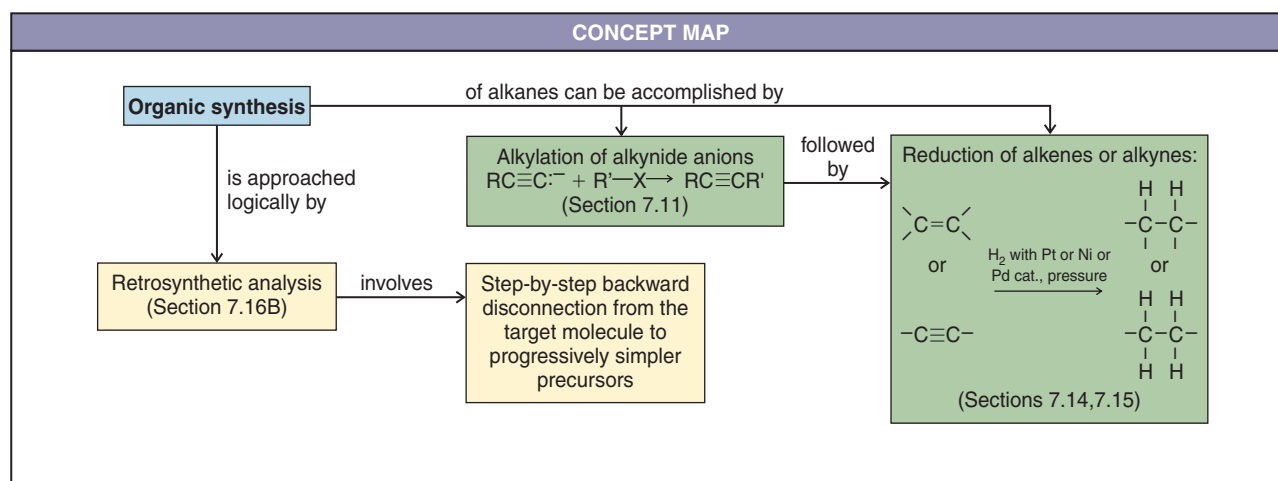 CONCEPT MAP
Organic synthesis
of alkanes can be accomplished by
is approached
logically by
Alkylation of alkynide anions
RC≡C:⁻ + R'—X → RC≡CR'
(Section 7.11)
followed
by
Reduction of alkenes or alkynes:
H H
C=C
–C–C–
or
H₂ with Pt or Ni or
Pd cat., pressure
or
H H
–C≡C–
–C–C–
H H
(Sections 7.14,7.15)
Retrosynthetic analysis
(Section 7.16B)
involves
Step-by-step backward
disconnection from the
target molecule to
progressively simpler
precursors